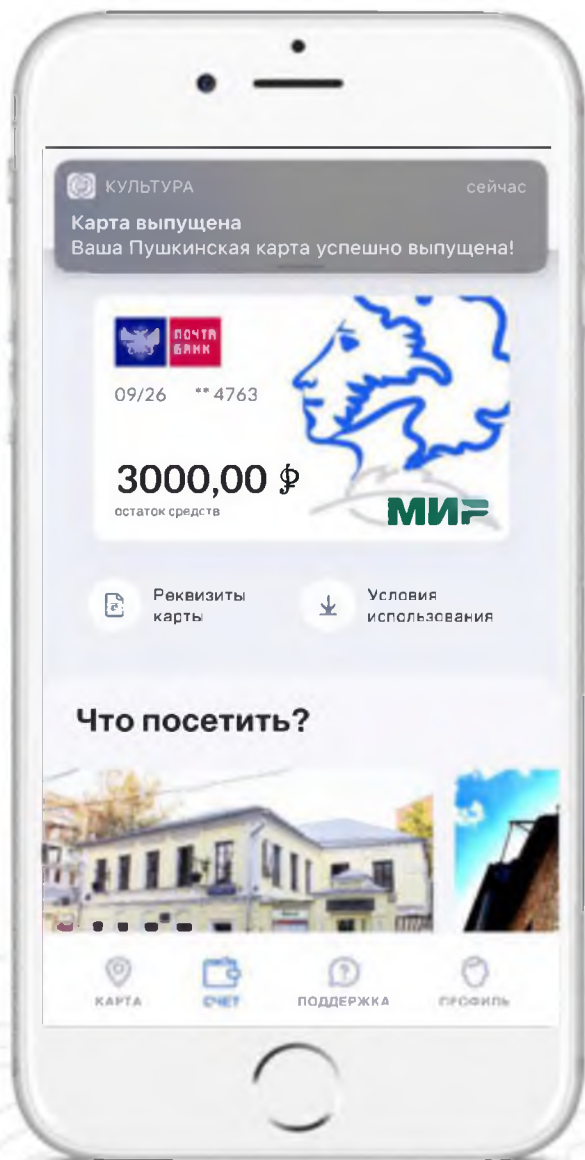 КУЛЬТУРА
сейчас
Карта выпущена
Ваша Пушкинская карта успешно выпущена!
ПОЧТА
БАНК
09/26 ** 4763
3000,00 ₽
остаток средств
МИР
Реквизиты
карты
Условия
использования
Что посетить?
КАРТА
СЧЕТ
ПОДДЕРЖКА
ПРОФИЛЬ